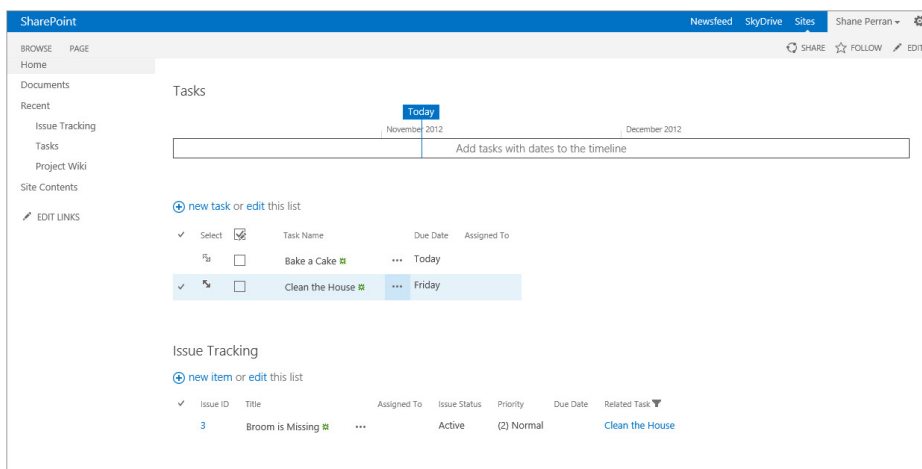 SharePoint Newsfeed SkyDrive Sites Shane Perran
BROWSE PAGE SHARE FOLLOW EDIT
Home
Documents
Recent
Issue Tracking
Tasks
Project Wiki
Site Contents
EDIT LINKS
Tasks
Today
November 2012 December 2012
Add tasks with dates to the timeline
new task or edit this list
Select Task Name Due Date Assigned To
Bake a Cake ... Today
Clean the House ... Friday
Issue Tracking
new item or edit this list
Issue ID Title Assigned To Issue Status Priority Due Date Related Task
3 Broom is Missing ... Active (2) Normal Clean the House